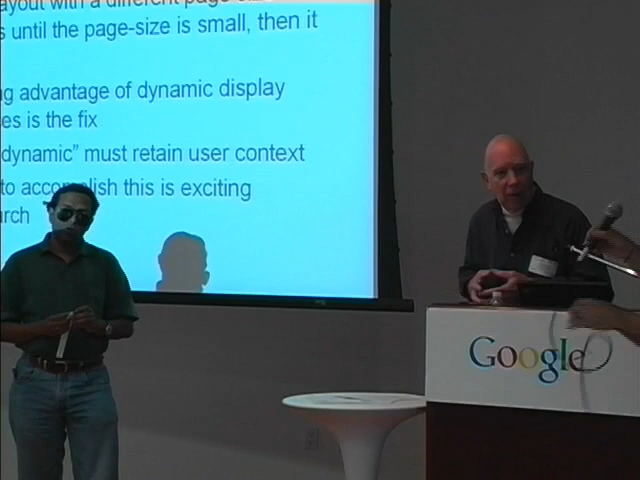 ayout with a different page-size
s until the page-size is small, then it
ng advantage of dynamic display
es is the fix
dynamic” must retain user context
to accomplish this is exciting
arch
Google